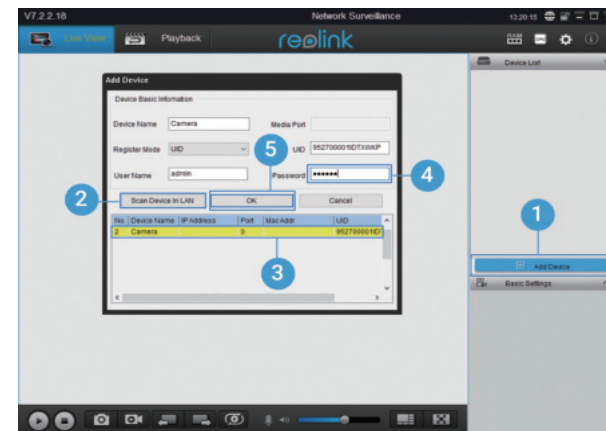 V7.2.2.18 Network Surveillance 13:20:15
Live View Playback reolink
Device List
Add Device
Device Basic Information
Device Name Camera Media Port
Register Mode UID UID
User Name admin Password ●●●●●●
Scan Device In LAN OK Cancel
No Device Name IP Address Port Mac Addr UID
2 Camera 0
1
2
3
4
5
Add Device
Basic Settings